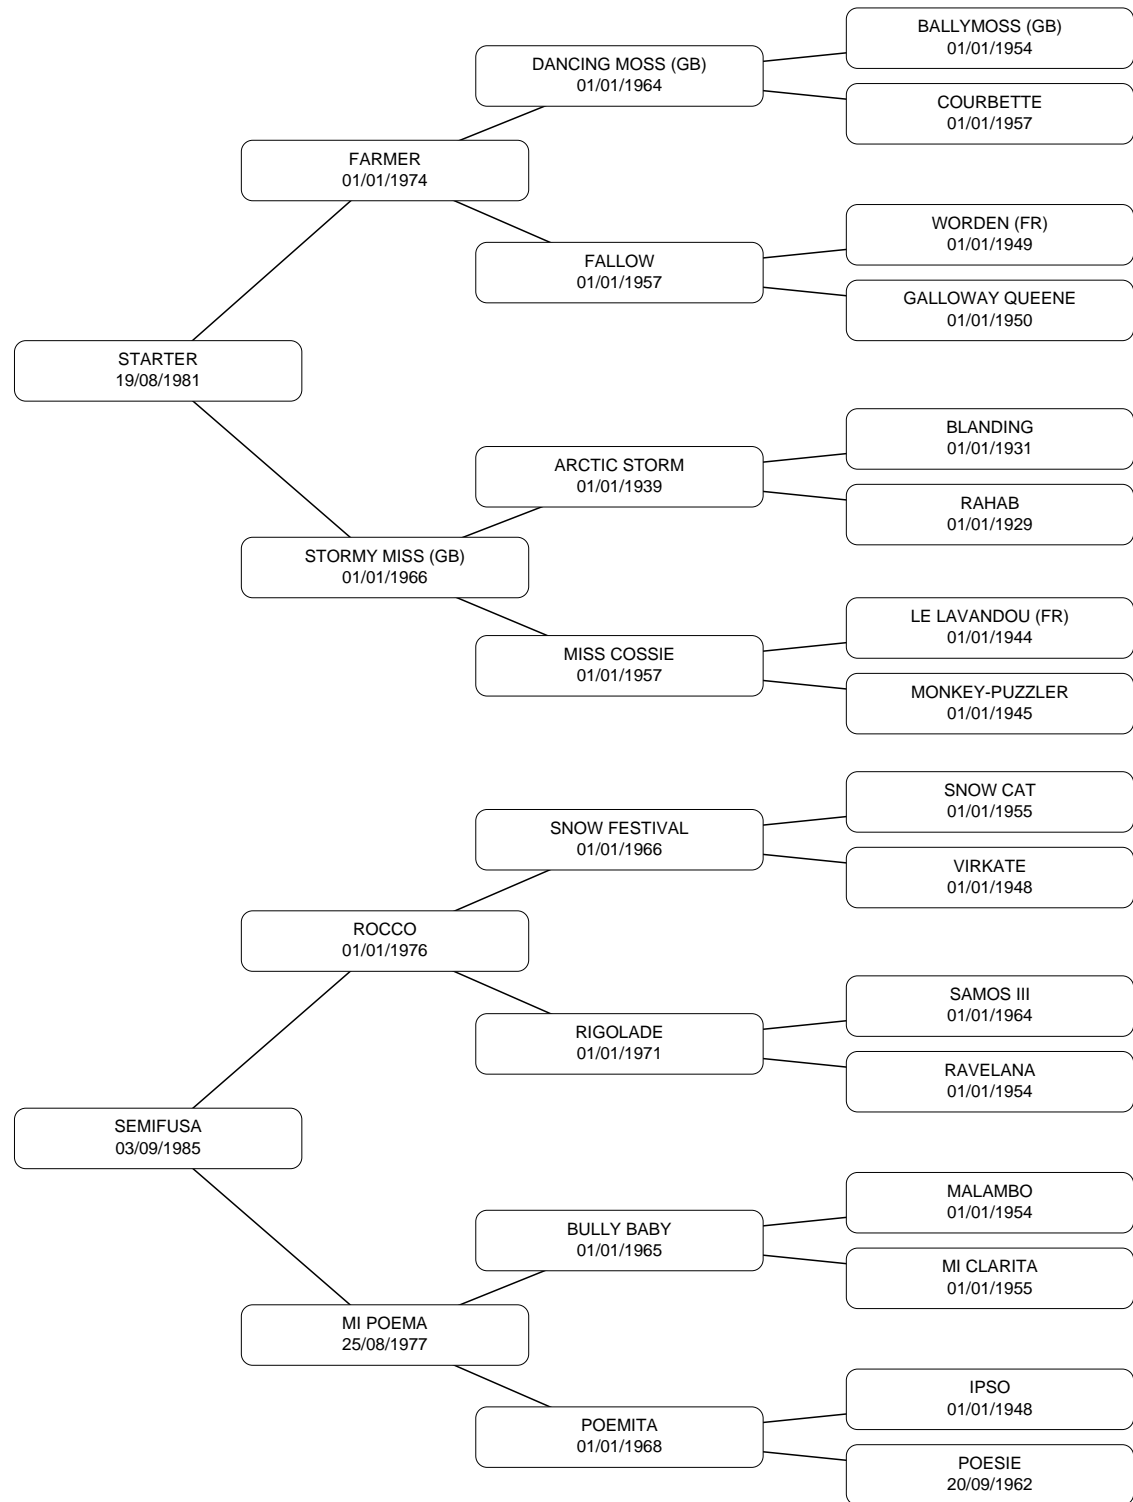 BALLYMOSS (GB)
01/01/1954
DANCING MOSS (GB)
01/01/1964
COURBETTE
01/01/1957
FARMER
01/01/1974
WORDEN (FR)
01/01/1949
FALLOW
01/01/1957
GALLOWAY QUEENE
01/01/1950
STARTER
19/08/1981
BLANDING
01/01/1931
ARCTIC STORM
01/01/1939
RAHAB
01/01/1929
STORMY MISS (GB)
01/01/1966
LE LAVANDOU (FR)
01/01/1944
MISS COSSIE
01/01/1957
MONKEY-PUZZLER
01/01/1945
SNOW CAT
01/01/1955
SNOW FESTIVAL
01/01/1966
VIRKATE
01/01/1948
ROCCO
01/01/1976
SAMOS III
01/01/1964
RIGOLADE
01/01/1971
RAVELANA
01/01/1954
SEMIFUSA
03/09/1985
MALAMBO
01/01/1954
BULLY BABY
01/01/1965
MI CLARITA
01/01/1955
MI POEMA
25/08/1977
IPSO
01/01/1948
POEMITA
01/01/1968
POESIE
20/09/1962